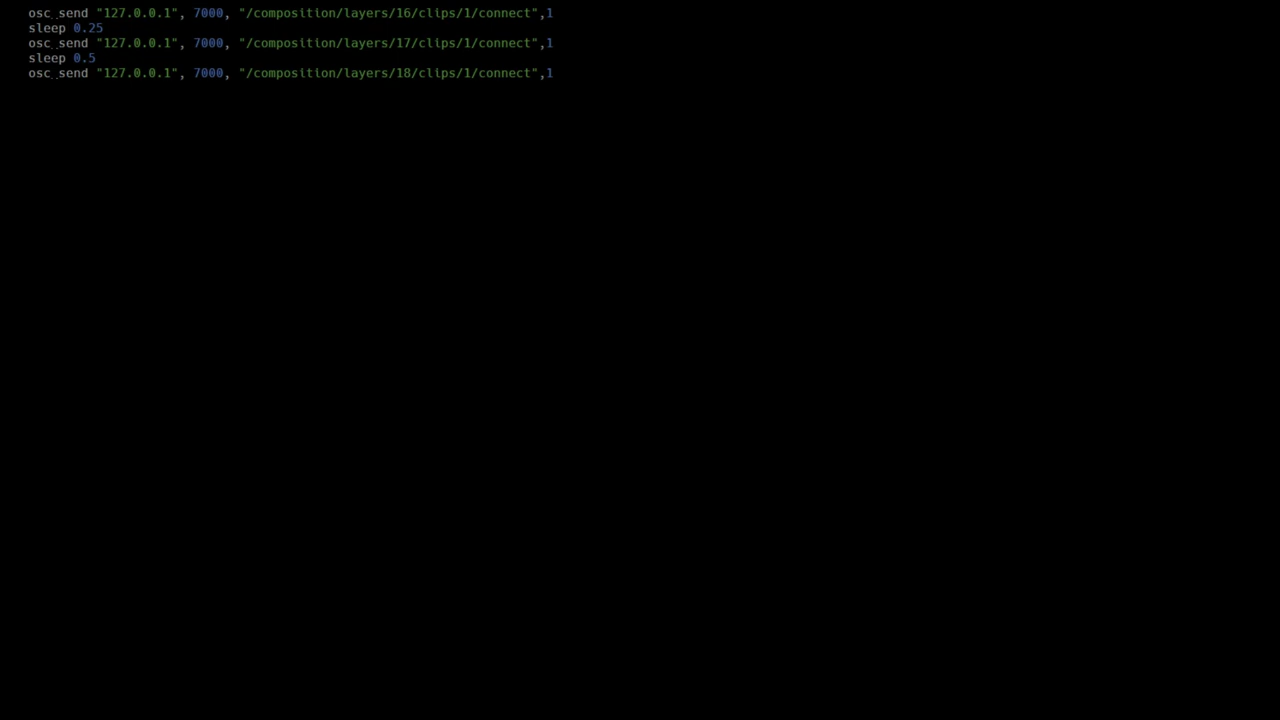 osc_send "127.0.0.1", 7000, "/composition/layers/16/clips/1/connect",1
sleep 0.25
osc_send "127.0.0.1", 7000, "/composition/layers/17/clips/1/connect",1
sleep 0.5
osc_send "127.0.0.1", 7000, "/composition/layers/18/clips/1/connect",1